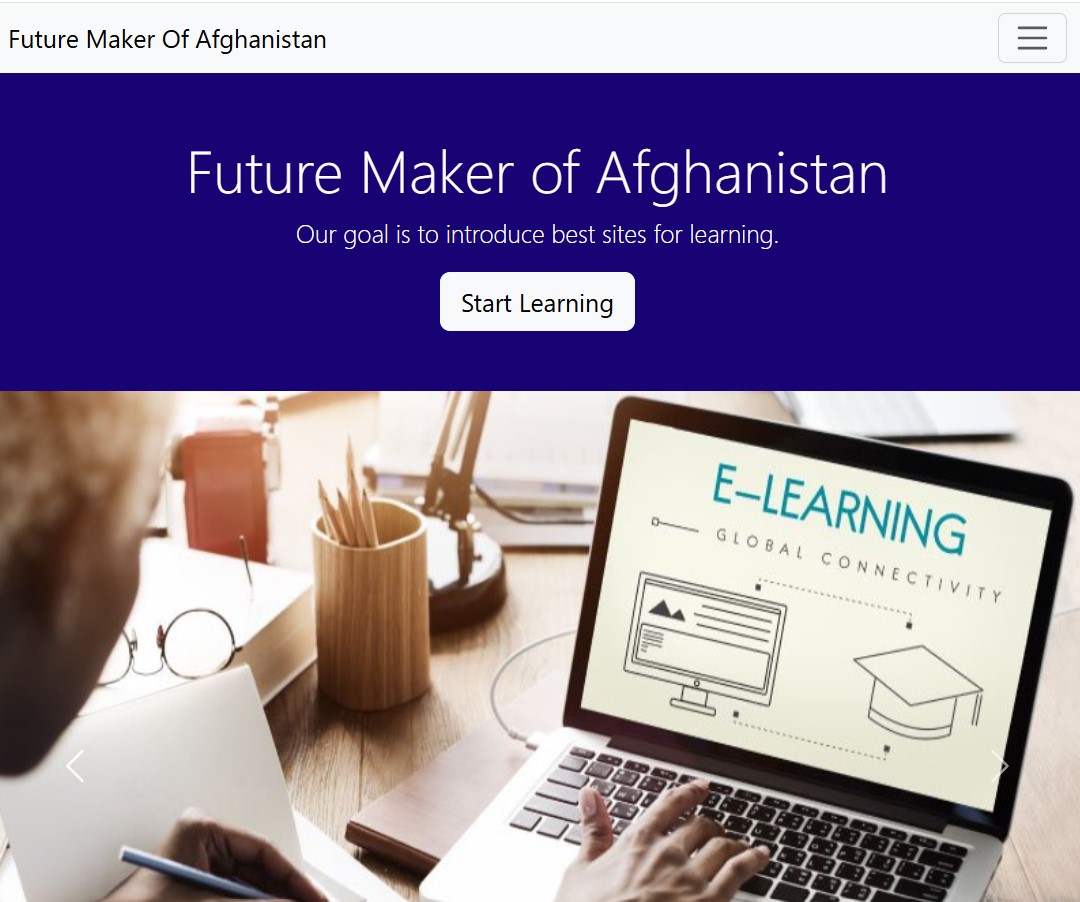 Future Maker Of Afghanistan
Future Maker of Afghanistan
Our goal is to introduce best sites for learning.
Start Learning
E–LEARNING
GLOBAL CONNECTIVITY